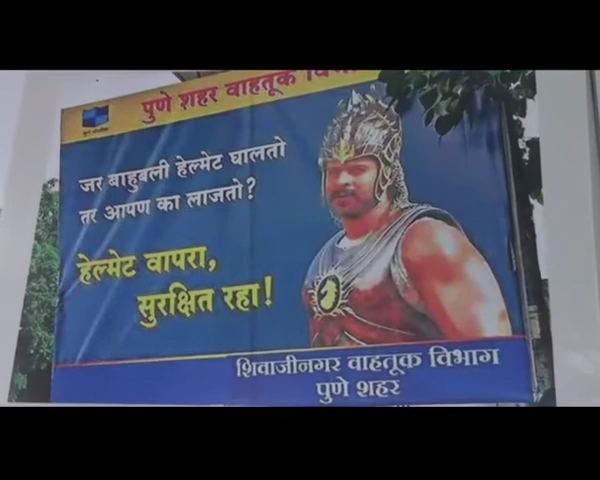 पुणे शहर वाहतूक
जर बाहुबली हेल्मेट घालतो
तर आपण का लाजतो?
हेल्मेट वापरा,
सुरक्षित रहा!
शिवाजीनगर वाहतूक विभाग
पुणे शहर